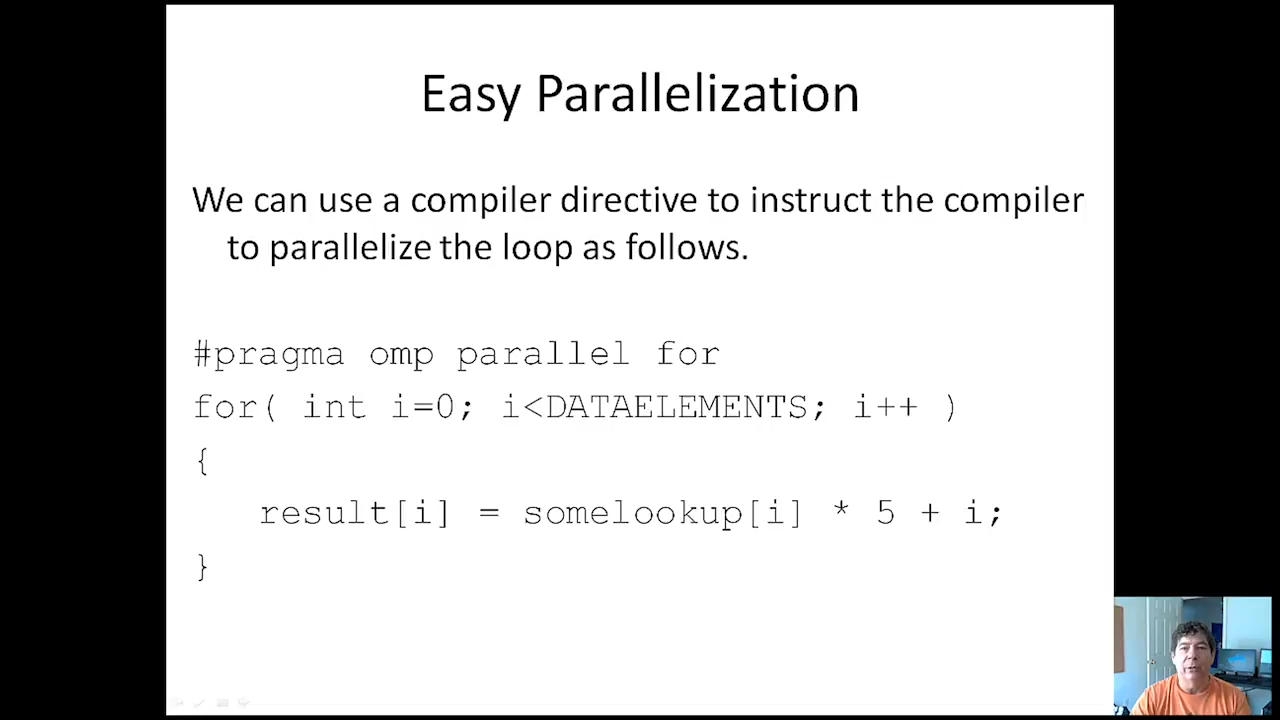 Easy Parallelization
We can use a compiler directive to instruct the compiler
to parallelize the loop as follows.
#pragma omp parallel for
for( int i=0; i<DATAELEMENTS; i++ )
{
result[i] = somelookup[i] * 5 + i;
}